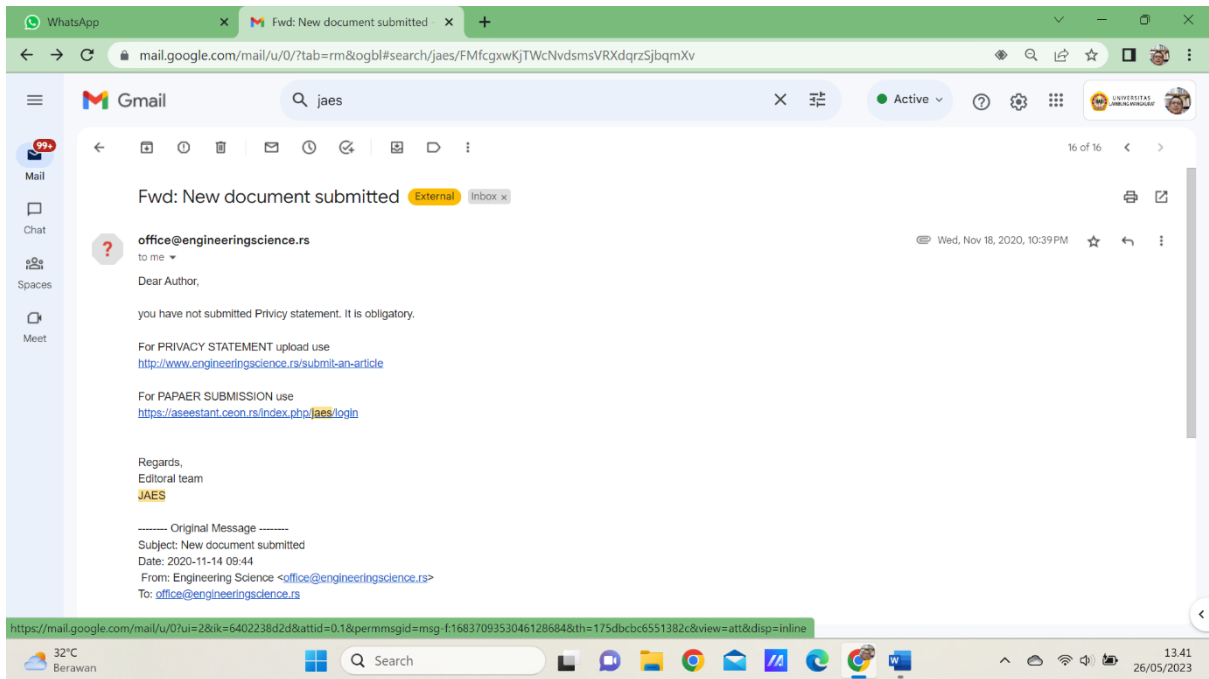 WhatsApp
Fwd: New document submitted
mail.google.com/mail/u/0/?tab=rm&ogbl#search/jaes/FMfcgxwKjTWcNvdsmsVRXdqrzSjbqmXv
Gmail
jaes
Active
UNIVERSITAS
LAMBUNG MANGKURAT
99+
Mail
Chat
Spaces
Meet
16 of 16
Fwd: New document submitted External Inbox x
office@engineeringscience.rs
Wed, Nov 18, 2020, 10:39 PM
to me
Dear Author,
you have not submitted Privicy statement. It is obligatory.
For PRIVACY STATEMENT upload use
http://www.engineeringscience.rs/submit-an-article
For PAPAER SUBMISSION use
https://aseestant.ceon.rs/index.php/jaes/login
Regards,
Editoral team
JAES
-------- Original Message --------
Subject: New document submitted
Date: 2020-11-14 09:44
From: Engineering Science <office@engineeringscience.rs>
To: office@engineeringscience.rs
https://mail.google.com/mail/u/0?ui=2&ik=6402238d2d&attid=0.1&permmsgid=msg-f:1683709353046128684&th=175dbcbc6551382c&view=att&disp=inline
32°C
Berawan
Search
13.41
26/05/2023